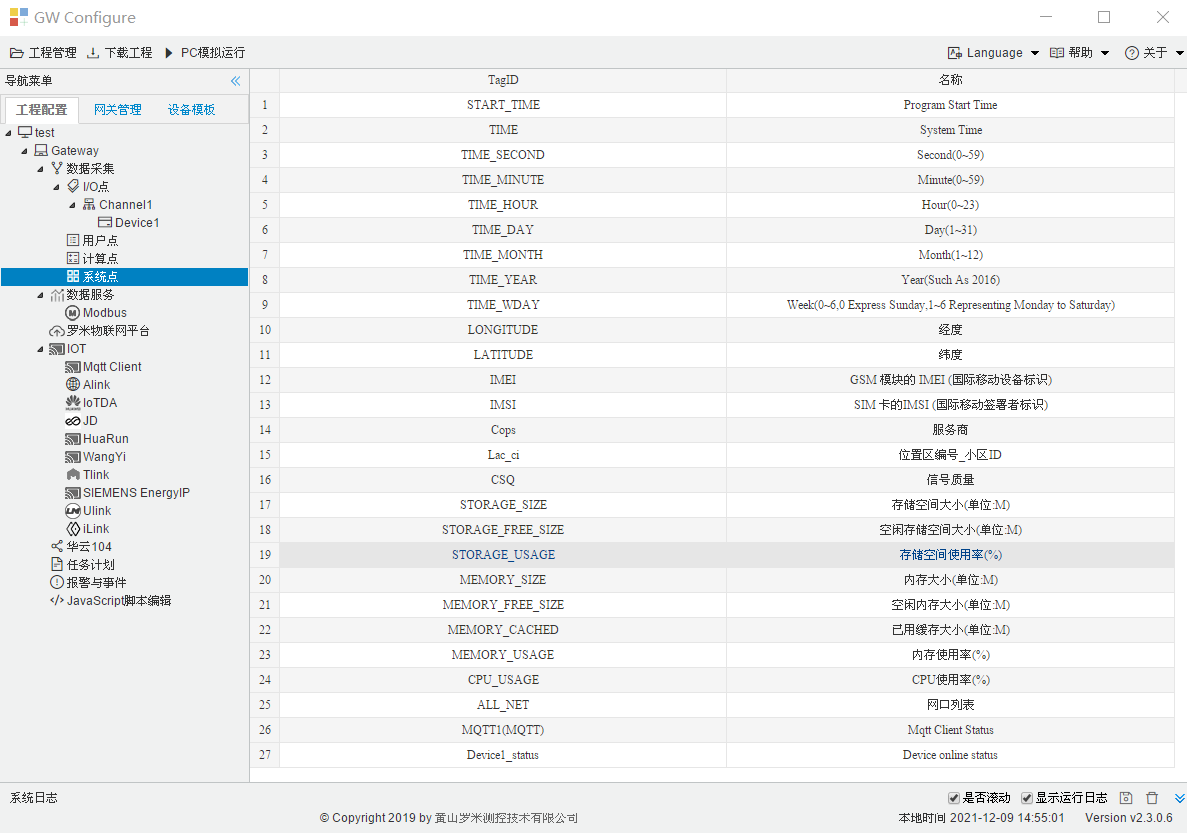 GW Configure
工程管理 下载工程 PC模拟运行 Language 帮助 关于
导航菜单
工程配置 网关管理 设备模板
test
Gateway
数据采集
I/O点
Channel1
Device1
用户点
计算点
系统点
数据服务
Modbus
罗米物联网平台
IOT
Mqtt Client
Alink
IoTDA
JD
HuaRun
WangYi
Tlink
SIEMENS EnergyIP
Ulink
iLink
华云104
任务计划
报警与事件
JavaScript脚本编辑
TagID 名称
1 START_TIME Program Start Time
2 TIME System Time
3 TIME_SECOND Second(0~59)
4 TIME_MINUTE Minute(0~59)
5 TIME_HOUR Hour(0~23)
6 TIME_DAY Day(1~31)
7 TIME_MONTH Month(1~12)
8 TIME_YEAR Year(Such As 2016)
9 TIME_WDAY Week(0~6,0 Express Sunday,1~6 Representing Monday to Saturday)
10 LONGITUDE 经度
11 LATITUDE 纬度
12 IMEI GSM 模块的 IMEI (国际移动设备标识)
13 IMSI SIM 卡的IMSI (国际移动签署者标识)
14 Cops 服务商
15 Lac_ci 位置区编号_小区ID
16 CSQ 信号质量
17 STORAGE_SIZE 存储空间大小(单位:M)
18 STORAGE_FREE_SIZE 空闲存储空间大小(单位:M)
19 STORAGE_USAGE 存储空间使用率(%)
20 MEMORY_SIZE 内存大小(单位:M)
21 MEMORY_FREE_SIZE 空闲内存大小(单位:M)
22 MEMORY_CACHED 已用缓存大小(单位:M)
23 MEMORY_USAGE 内存使用率(%)
24 CPU_USAGE CPU使用率(%)
25 ALL_NET 网口列表
26 MQTT1(MQTT) Mqtt Client Status
27 Device1_status Device online status
系统日志 是否滚动 显示运行日志
© Copyright 2019 by 黄山罗米测控技术有限公司 本地时间 2021-12-09 14:55:01 Version v2.3.0.6